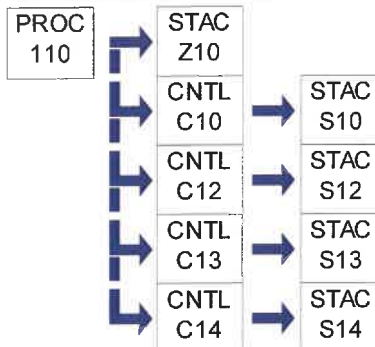 PROC
110
STAC
Z10
CNTL
C10
STAC
S10
CNTL
C12
STAC
S12
CNTL
C13
STAC
S13
CNTL
C14
STAC
S14